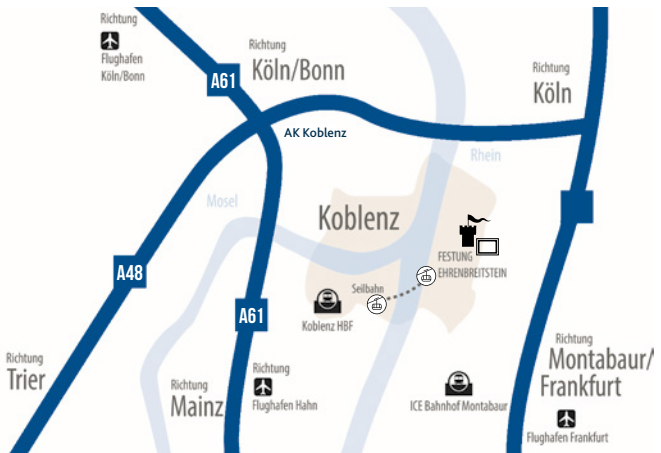 Richtung
Flughafen
Köln/Bonn
A61
Richtung
Köln/Bonn
Richtung
Köln
AK Koblenz
Rhein
Mosel
Koblenz
FESTUNG
EHRENBREITSTEIN
Seilbahn
A48
A61
Koblenz HBF
Richtung
Trier
Richtung
Mainz
Richtung
Flughafen Hahn
ICE Bahnhof Montabaur
Richtung
Montabaur/
Frankfurt
Flughafen Frankfurt